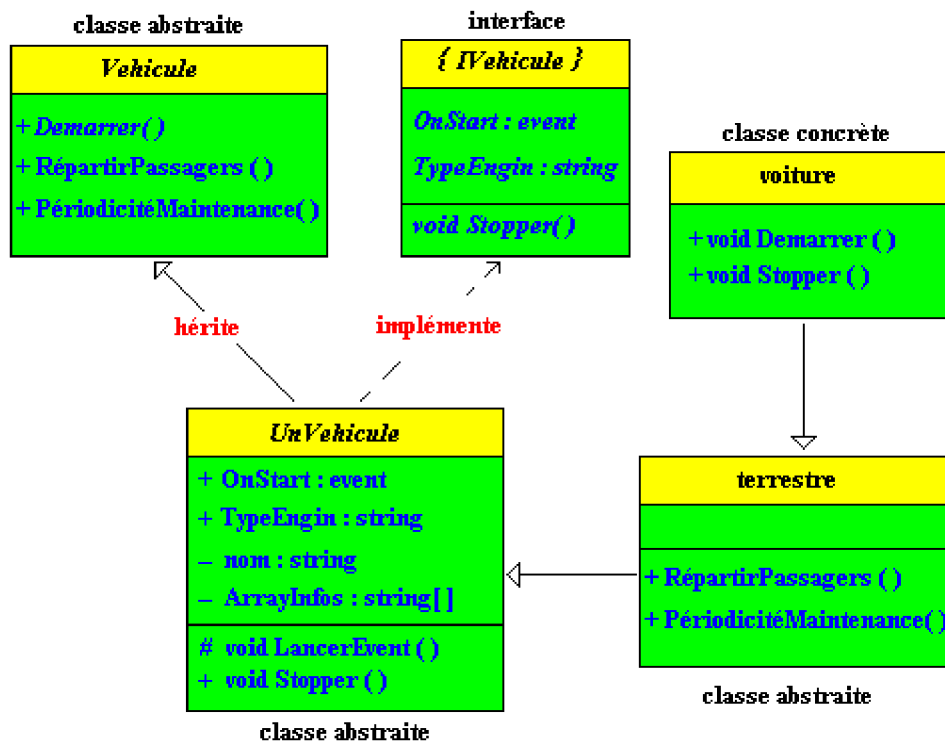 classe abstraite
Vehicule
+ Demarrer( )
+ RépartirPassagers ( )
+ PériodicitéMaintenance( )
interface
{ IVehicule }
OnStart : event
TypeEngin : string
void Stopper( )
classe concrète
voiture
+ void Demarrer ( )
+ void Stopper ( )
hérite
implémente
UnVehicule
+ OnStart : event
+ TypeEngin : string
– nom : string
– ArrayInfos : string[ ]
# void LancerEvent ( )
+ void Stopper ( )
classe abstraite
terrestre
+ RépartirPassagers ( )
+ PériodicitéMaintenance( )
classe abstraite